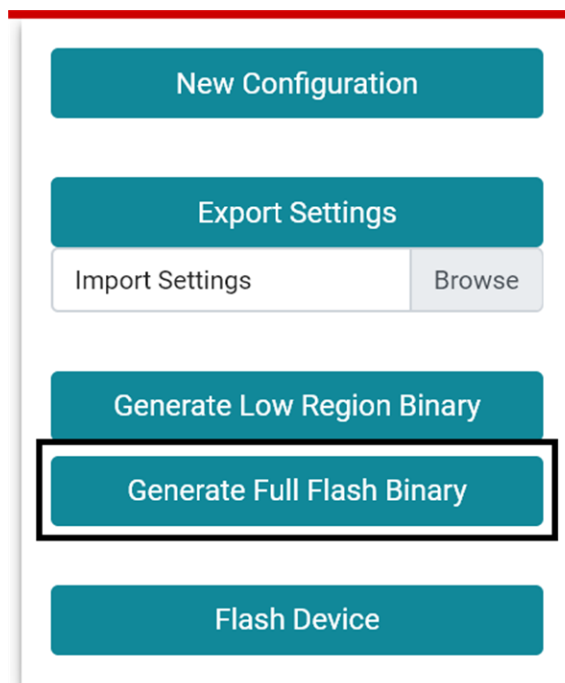 New Configuration
Export Settings
Import Settings Browse
Generate Low Region Binary
Generate Full Flash Binary
Flash Device